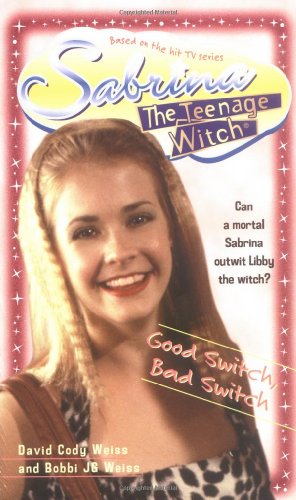 Based on the hit TV series
Sabrina
The Teenage
Witch®
Can
a mortal
Sabrina
outwit Libby
the witch?
Good Switch,
Bad Switch
David Cody Weiss
and Bobbi JG Weiss